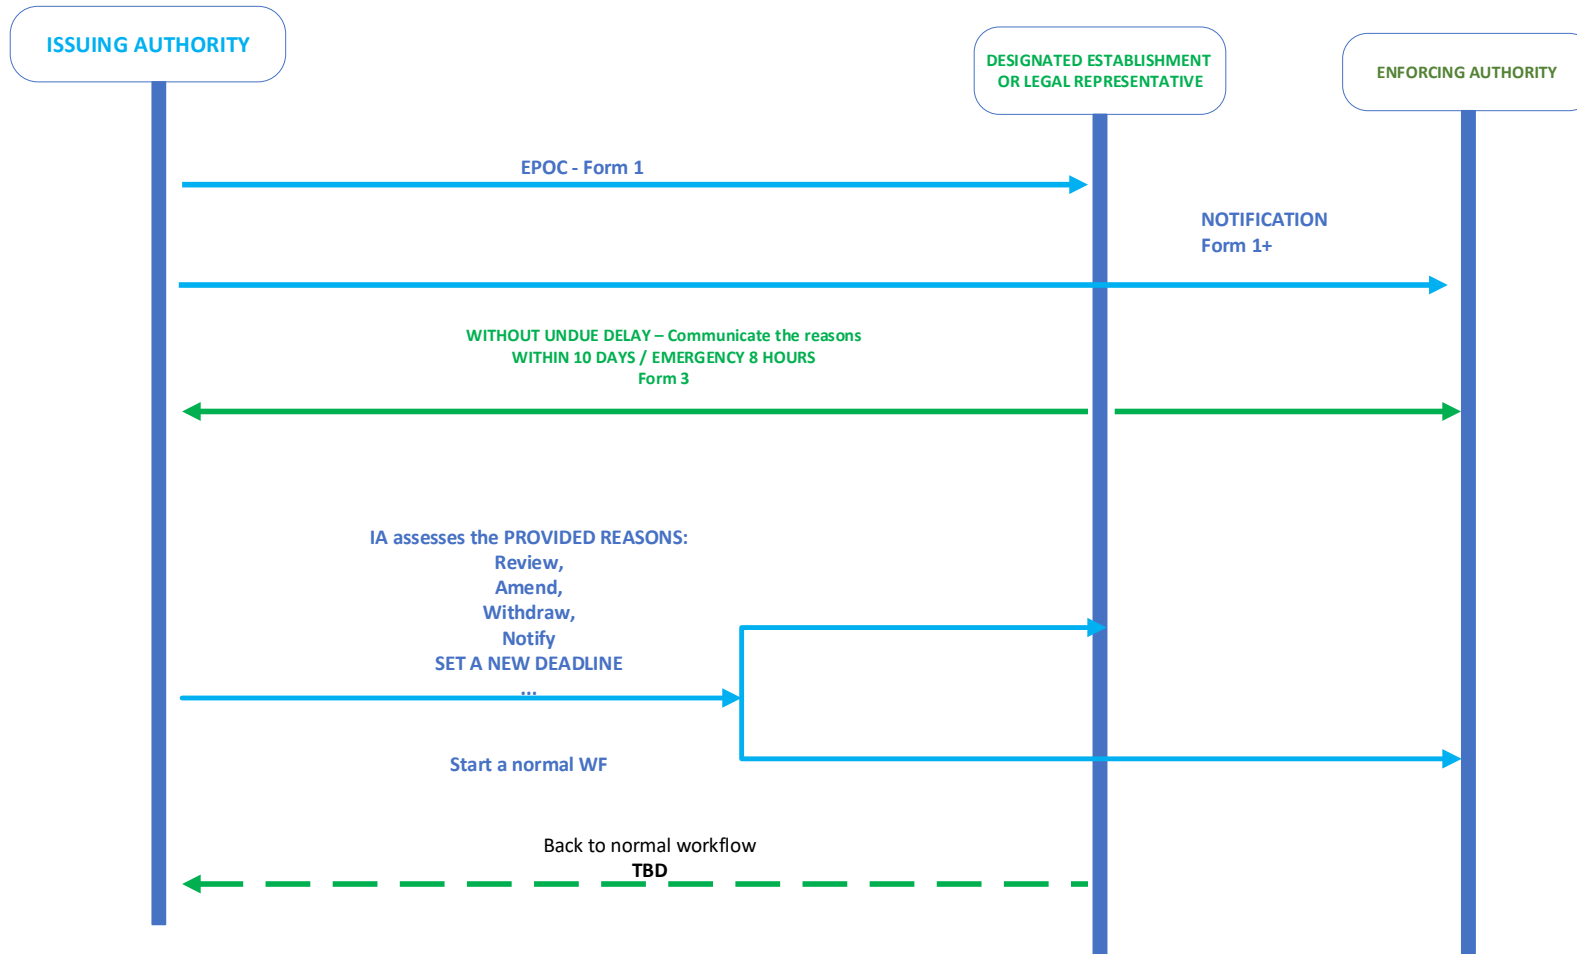 ISSUING AUTHORITY
DESIGNATED ESTABLISHMENT
OR LEGAL REPRESENTATIVE
ENFORCING AUTHORITY
EPOC - Form 1
NOTIFICATION
Form 1+
WITHOUT UNDUE DELAY – Communicate the reasons
WITHIN 10 DAYS / EMERGENCY 8 HOURS
Form 3
IA assesses the PROVIDED REASONS:
Review,
Amend,
Withdraw,
Notify
SET A NEW DEADLINE
...
Start a normal WF
Back to normal workflow
TBD